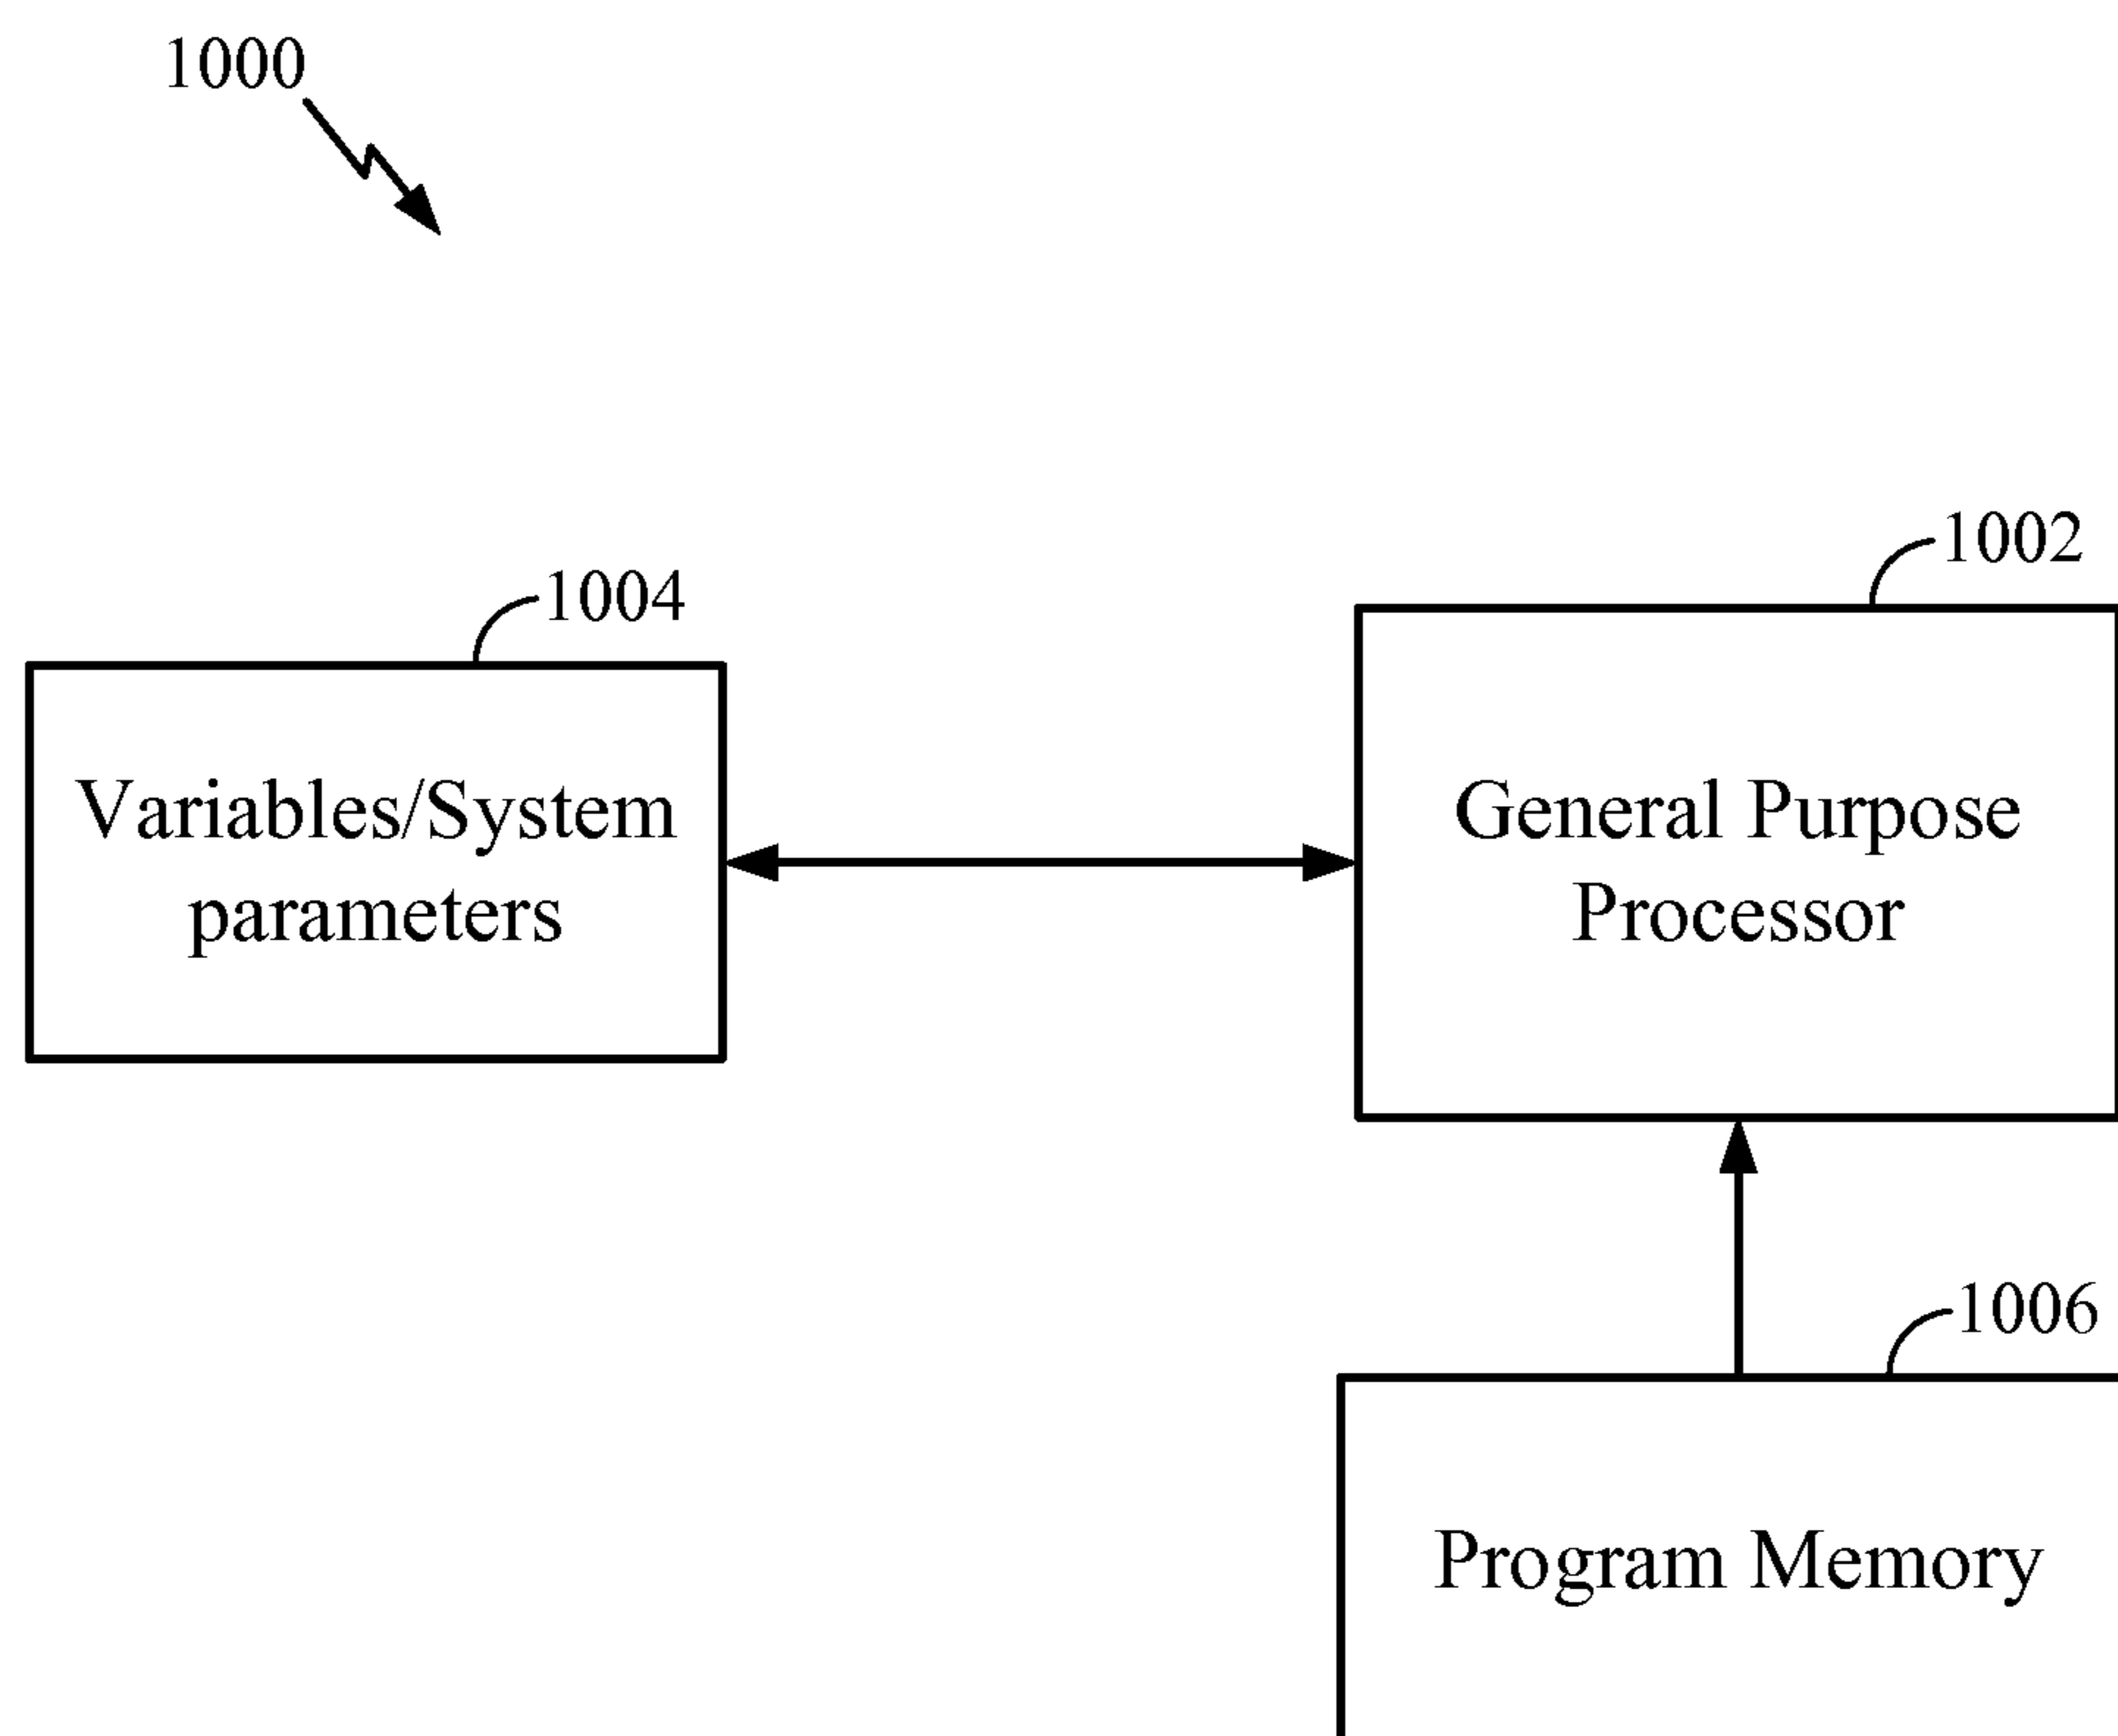 1000
1002
1004
Variables/System
parameters
General Purpose
Processor
1006
Program Memory